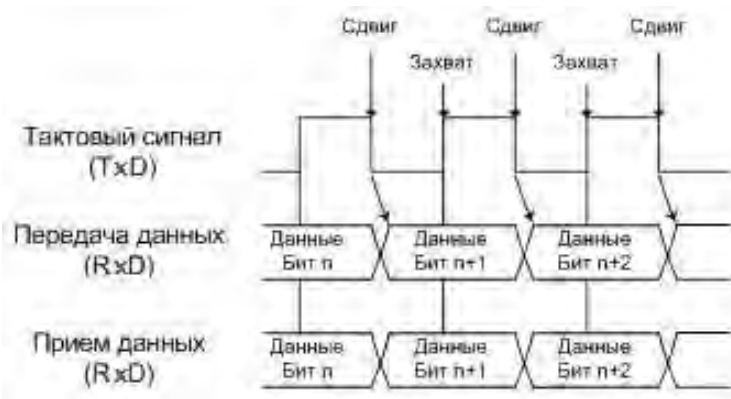 Сдвиг Сдвиг Сдвиг
Захват Захват
Тактовый сигнал
(TxD)
Передача данных
(RxD)
Данные
Бит n
Данные
Бит n+1
Данные
Бит n+2
Прием данных
(RxD)
Данные
Бит n
Данные
Бит n+1
Данные
Бит n+2